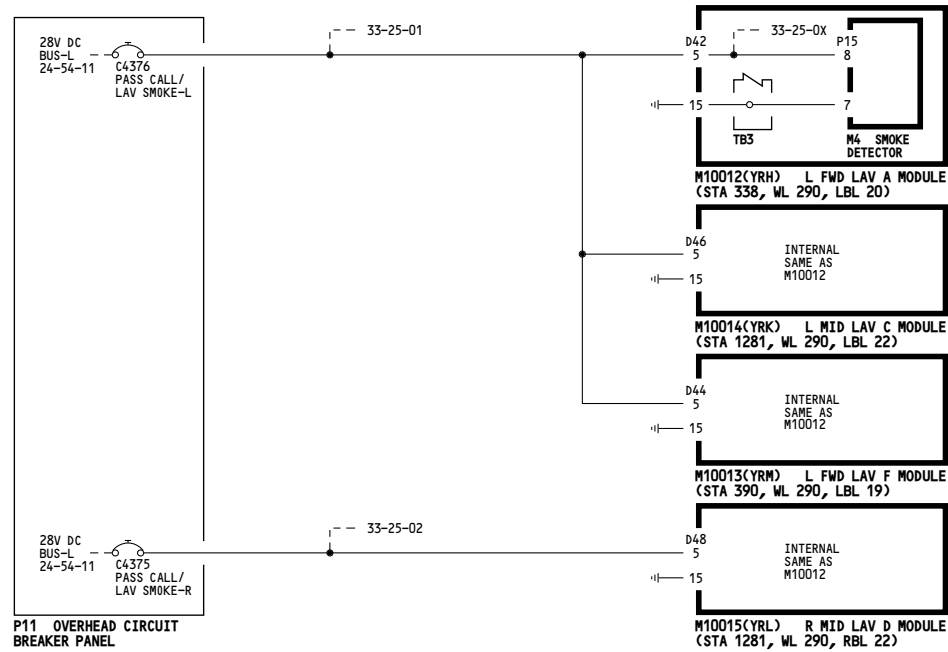 28V DC
BUS-L
24-54-11
C4376
PASS CALL/
LAV SMOKE-L
33-25-01
D42
5
33-25-0X
P15
8
15
7
TB3
M4 SMOKE
DETECTOR
M10012(YRH) L FWD LAV A MODULE
(STA 338, WL 290, LBL 20)
D46
5
15
INTERNAL
SAME AS
M10012
M10014(YRK) L MID LAV C MODULE
(STA 1281, WL 290, LBL 22)
D44
5
15
INTERNAL
SAME AS
M10012
M10013(YRM) L FWD LAV F MODULE
(STA 390, WL 290, LBL 19)
28V DC
BUS-L
24-54-11
C4375
PASS CALL/
LAV SMOKE-R
33-25-02
D48
5
15
INTERNAL
SAME AS
M10012
P11 OVERHEAD CIRCUIT
BREAKER PANEL
M10015(YRL) R MID LAV D MODULE
(STA 1281, WL 290, RBL 22)